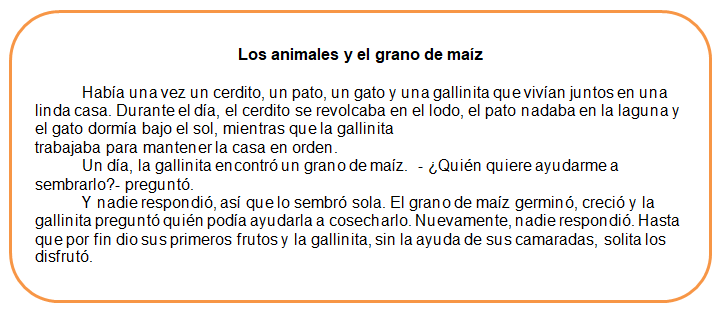 Los animales y el grano de maíz
Había una vez un cerdito, un pato, un gato y una gallinita que vivían juntos en una
linda casa. Durante el día, el cerdito se revolcaba en el lodo, el pato nadaba en la laguna y
el gato dormía bajo el sol, mientras que la gallinita
trabajaba para mantener la casa en orden.
Un día, la gallinita encontró un grano de maíz. - ¿Quién quiere ayudarme a
sembrarlo?- preguntó.
Y nadie respondió, así que lo sembró sola. El grano de maíz germinó, creció y la
gallinita preguntó quién podía ayudarla a cosecharlo. Nuevamente, nadie respondió. Hasta
que por fin dio sus primeros frutos y la gallinita, sin la ayuda de sus camaradas, solita los
disfrutó.